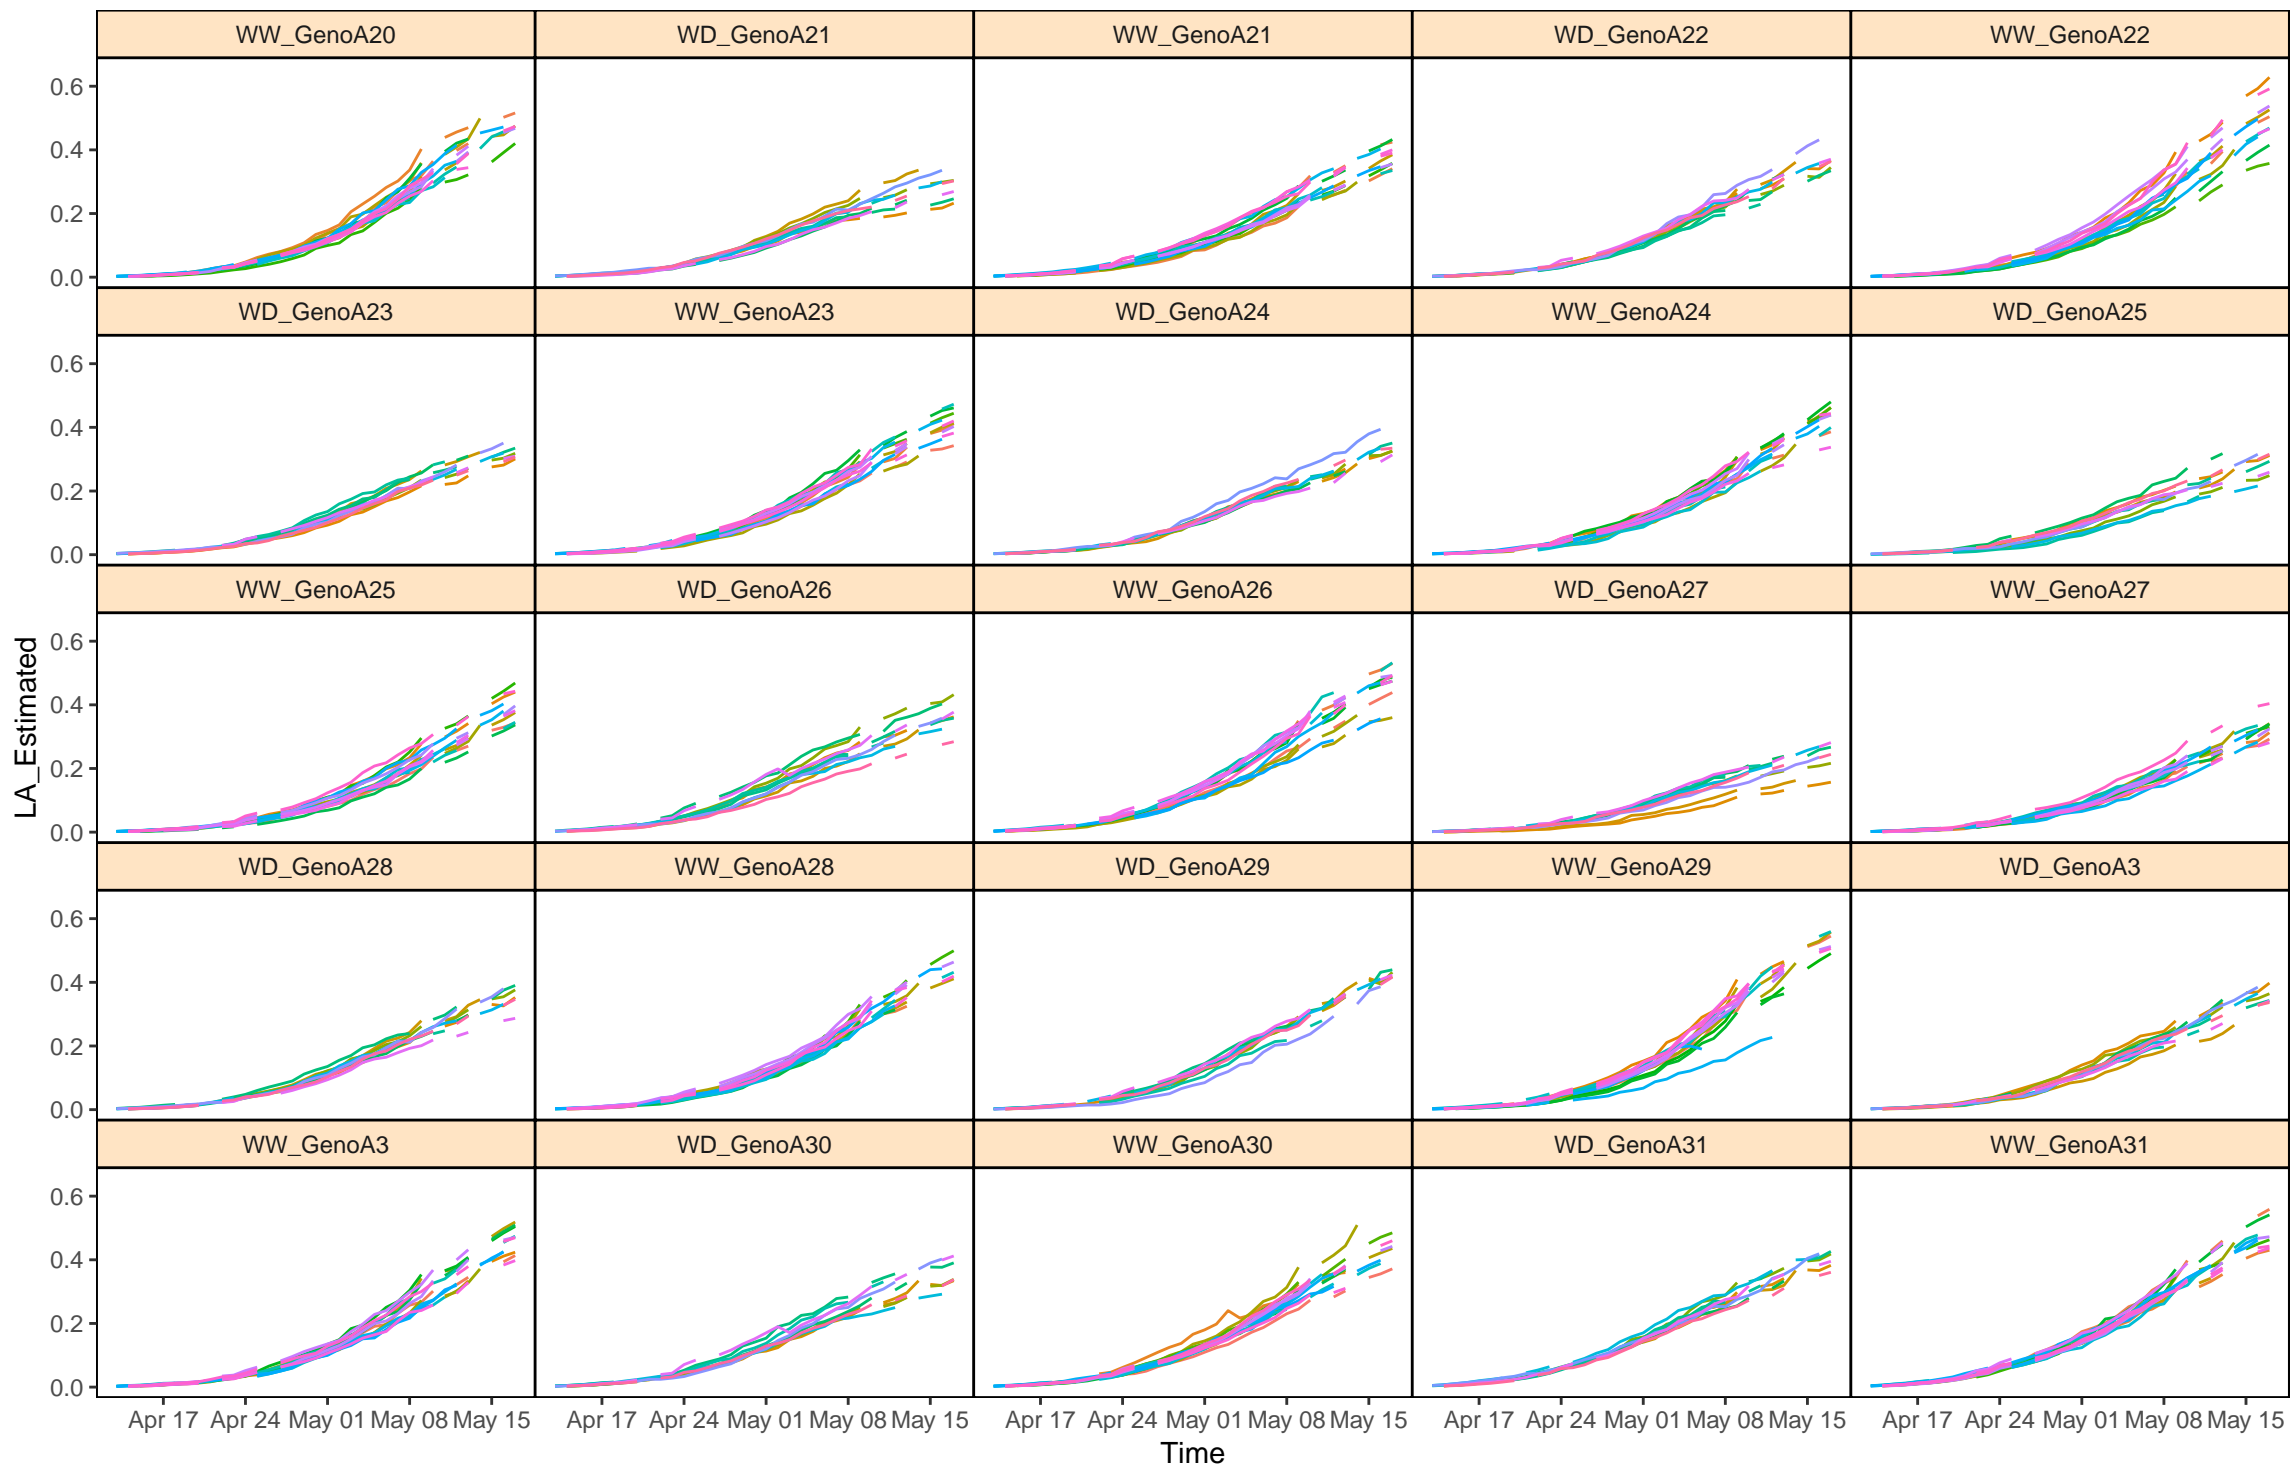 WW_GenoA20 WD_GenoA21 WW_GenoA21 WD_GenoA22 WW_GenoA22
0.6
0.4
0.2
0.0
WD_GenoA23 WW_GenoA23 WD_GenoA24 WW_GenoA24 WD_GenoA25
0.6
0.4
0.2
0.0
WW_GenoA25 WD_GenoA26 WW_GenoA26 WD_GenoA27 WW_GenoA27
0.6
0.4
0.2
0.0
LA_Estimated
WD_GenoA28 WW_GenoA28 WD_GenoA29 WW_GenoA29 WD_GenoA3
0.6
0.4
0.2
0.0
WW_GenoA3 WD_GenoA30 WW_GenoA30 WD_GenoA31 WW_GenoA31
0.6
0.4
0.2
0.0
Apr 17 Apr 24 May 01 May 08 May 15 Apr 17 Apr 24 May 01 May 08 May 15 Apr 17 Apr 24 May 01 May 08 May 15 Apr 17 Apr 24 May 01 May 08 May 15 Apr 17 Apr 24 May 01 May 08 May 15
Time